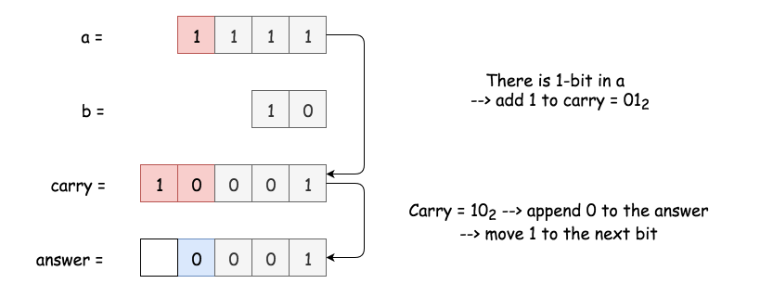 a = 1 1 1 1
There is 1-bit in a
--> add 1 to carry = 01₂
b = 1 0
carry = 1 0 0 0 1
Carry = 10₂ --> append 0 to the answer
--> move 1 to the next bit
answer = 0 0 0 1